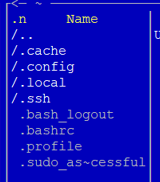 <─ ~
.n Name
/..
/.cache
/.config
/.local
/.ssh
.bash_logout
.bashrc
.profile
.sudo_as~cessful